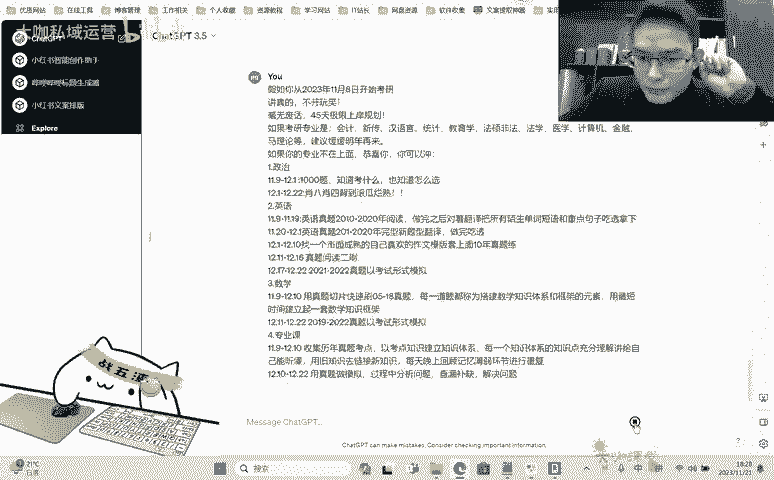 优质网站 在线工具 博客管理 工作相关 个人收藏 资源教程 学习网站 IT站长 网盘资源 软件收集 文案提取神器
大咖私域运营
ChatGPT
ChatGPT 3.5
小红书智能创作助手
小红书文案排版
Explore
You
假如你从2023年11月8日开始考研
讲真的，不开玩笑！
毫无废话，45天极限上岸规划！
如果考研专业是：会计、新传、汉语言、统计、教育学、法硕非法、法学、医学、计算机、金融、
马理论等，建议缓缓明年再来。
如果你的专业不在上面，恭喜你，你可以冲：
1.政治
11.9-12.1:1000题，知道考什么，也知道怎么选
12.1-12.22:肖八肖四背到滚瓜烂熟！！
2.英语
11.9-11.19:英语真题2010-2020年阅读，做完之后对着翻译把所有陌生单词短语和重点句子吃透拿下
11.20-12.1英语真题201-2020年完型新题型翻译，做完吃透
12.1-12.10找一个市面成熟的自己喜欢的作文模版套上面10年真题练
12.11-12.16 真题阅读二刷
12.17-12.22 2021-2022真题以考试形式模拟
3.数学
11.9-12.10 用真题切片快速刷05-18真题，每一道题都称为搭建数学知识体系和框架的元素，用最短
时间建立起一套数学知识框架
12.11-12.22 2019-2022真题以考试形式模拟
4.专业课
11.9-12.10 收集历年真题考点，以考点知识建立知识体系，每一个知识体系的知识点充分理解讲给自
己能听懂，用旧知识去链接新知识，每天晚上回顾记忆薄弱环节进行覆复
12.10-12.22 用真题做模拟，过程中分析问题，查漏补缺，解决问题
战五渣
Message ChatGPT...
ChatGPT can make mistakes. Consider checking important information.
?
21°C
搜索
中
18:28
2023/11/21